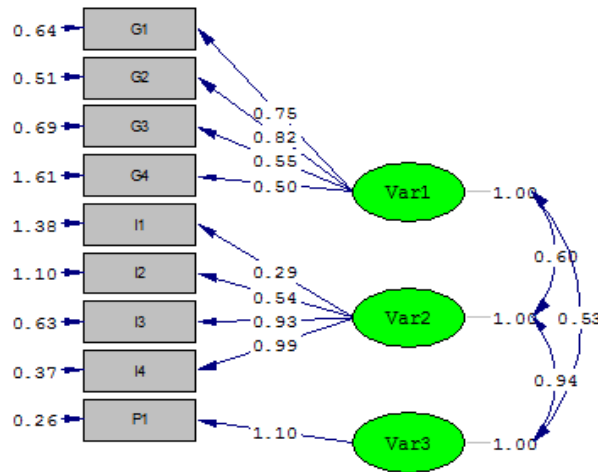 0.64 G1
0.51 G2
0.75
0.69 G3
0.82
0.55
1.61 G4
0.50
Var1 1.00
1.38 I1
0.60
1.10 I2
0.29
0.54
0.63 I3
0.93
Var2 1.00 0.53
0.99
0.37 I4
0.94
0.26 P1
1.10
Var3 1.00